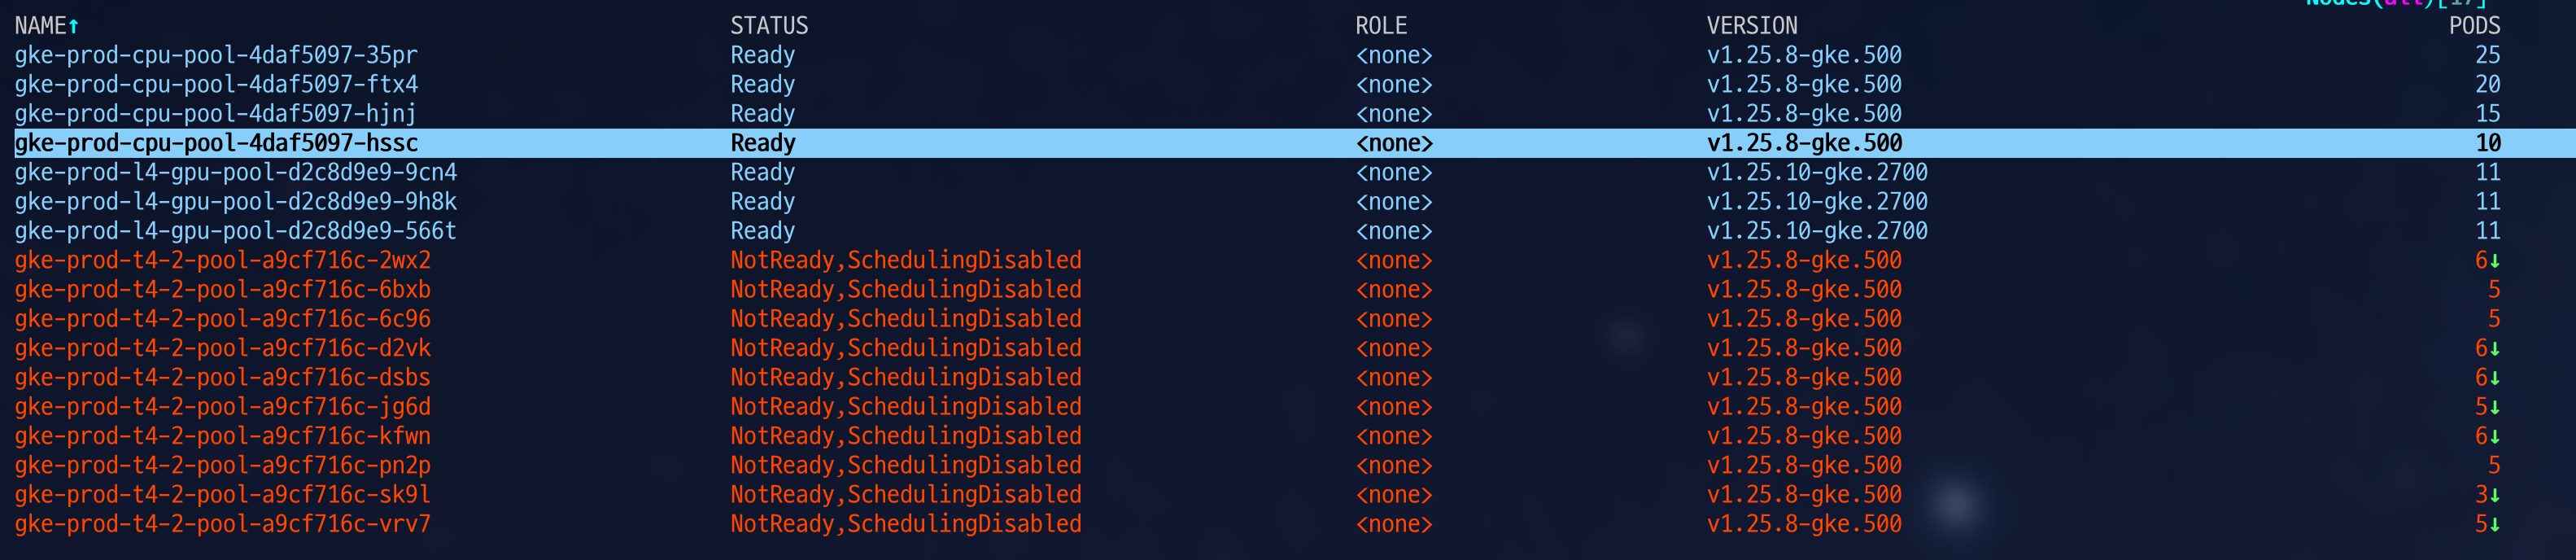 Nodes(all)[17]
NAME↑ STATUS ROLE VERSION PODS
gke-prod-cpu-pool-4daf5097-35pr Ready <none> v1.25.8-gke.500 25
gke-prod-cpu-pool-4daf5097-ftx4 Ready <none> v1.25.8-gke.500 20
gke-prod-cpu-pool-4daf5097-hjnj Ready <none> v1.25.8-gke.500 15
gke-prod-cpu-pool-4daf5097-hssc Ready <none> v1.25.8-gke.500 10
gke-prod-l4-gpu-pool-d2c8d9e9-9cn4 Ready <none> v1.25.10-gke.2700 11
gke-prod-l4-gpu-pool-d2c8d9e9-9h8k Ready <none> v1.25.10-gke.2700 11
gke-prod-l4-gpu-pool-d2c8d9e9-566t Ready <none> v1.25.10-gke.2700 11
gke-prod-t4-2-pool-a9cf716c-2wx2 NotReady,SchedulingDisabled <none> v1.25.8-gke.500 6↓
gke-prod-t4-2-pool-a9cf716c-6bxb NotReady,SchedulingDisabled <none> v1.25.8-gke.500 5
gke-prod-t4-2-pool-a9cf716c-6c96 NotReady,SchedulingDisabled <none> v1.25.8-gke.500 5
gke-prod-t4-2-pool-a9cf716c-d2vk NotReady,SchedulingDisabled <none> v1.25.8-gke.500 6↓
gke-prod-t4-2-pool-a9cf716c-dsbs NotReady,SchedulingDisabled <none> v1.25.8-gke.500 6↓
gke-prod-t4-2-pool-a9cf716c-jg6d NotReady,SchedulingDisabled <none> v1.25.8-gke.500 5↓
gke-prod-t4-2-pool-a9cf716c-kfwn NotReady,SchedulingDisabled <none> v1.25.8-gke.500 6↓
gke-prod-t4-2-pool-a9cf716c-pn2p NotReady,SchedulingDisabled <none> v1.25.8-gke.500 5
gke-prod-t4-2-pool-a9cf716c-sk9l NotReady,SchedulingDisabled <none> v1.25.8-gke.500 3↓
gke-prod-t4-2-pool-a9cf716c-vrv7 NotReady,SchedulingDisabled <none> v1.25.8-gke.500 5↓